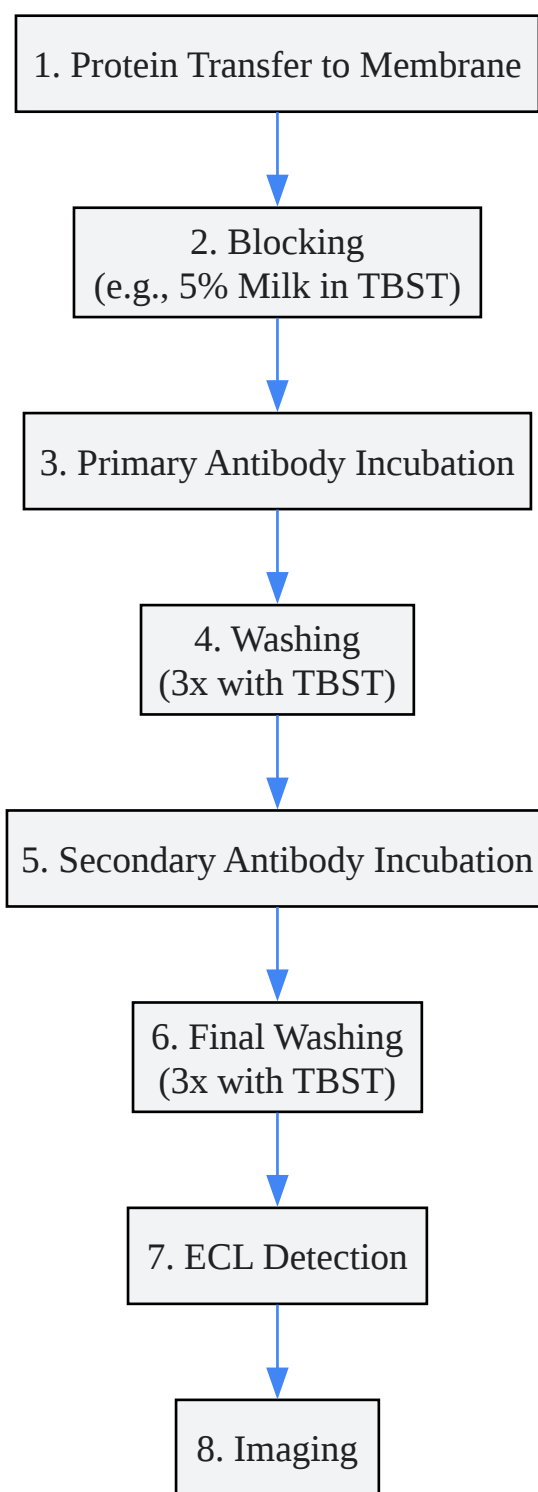 1. Protein Transfer to Membrane
2. Blocking
(e.g., 5% Milk in TBST)
3. Primary Antibody Incubation
4. Washing
(3x with TBST)
5. Secondary Antibody Incubation
6. Final Washing
(3x with TBST)
7. ECL Detection
8. Imaging